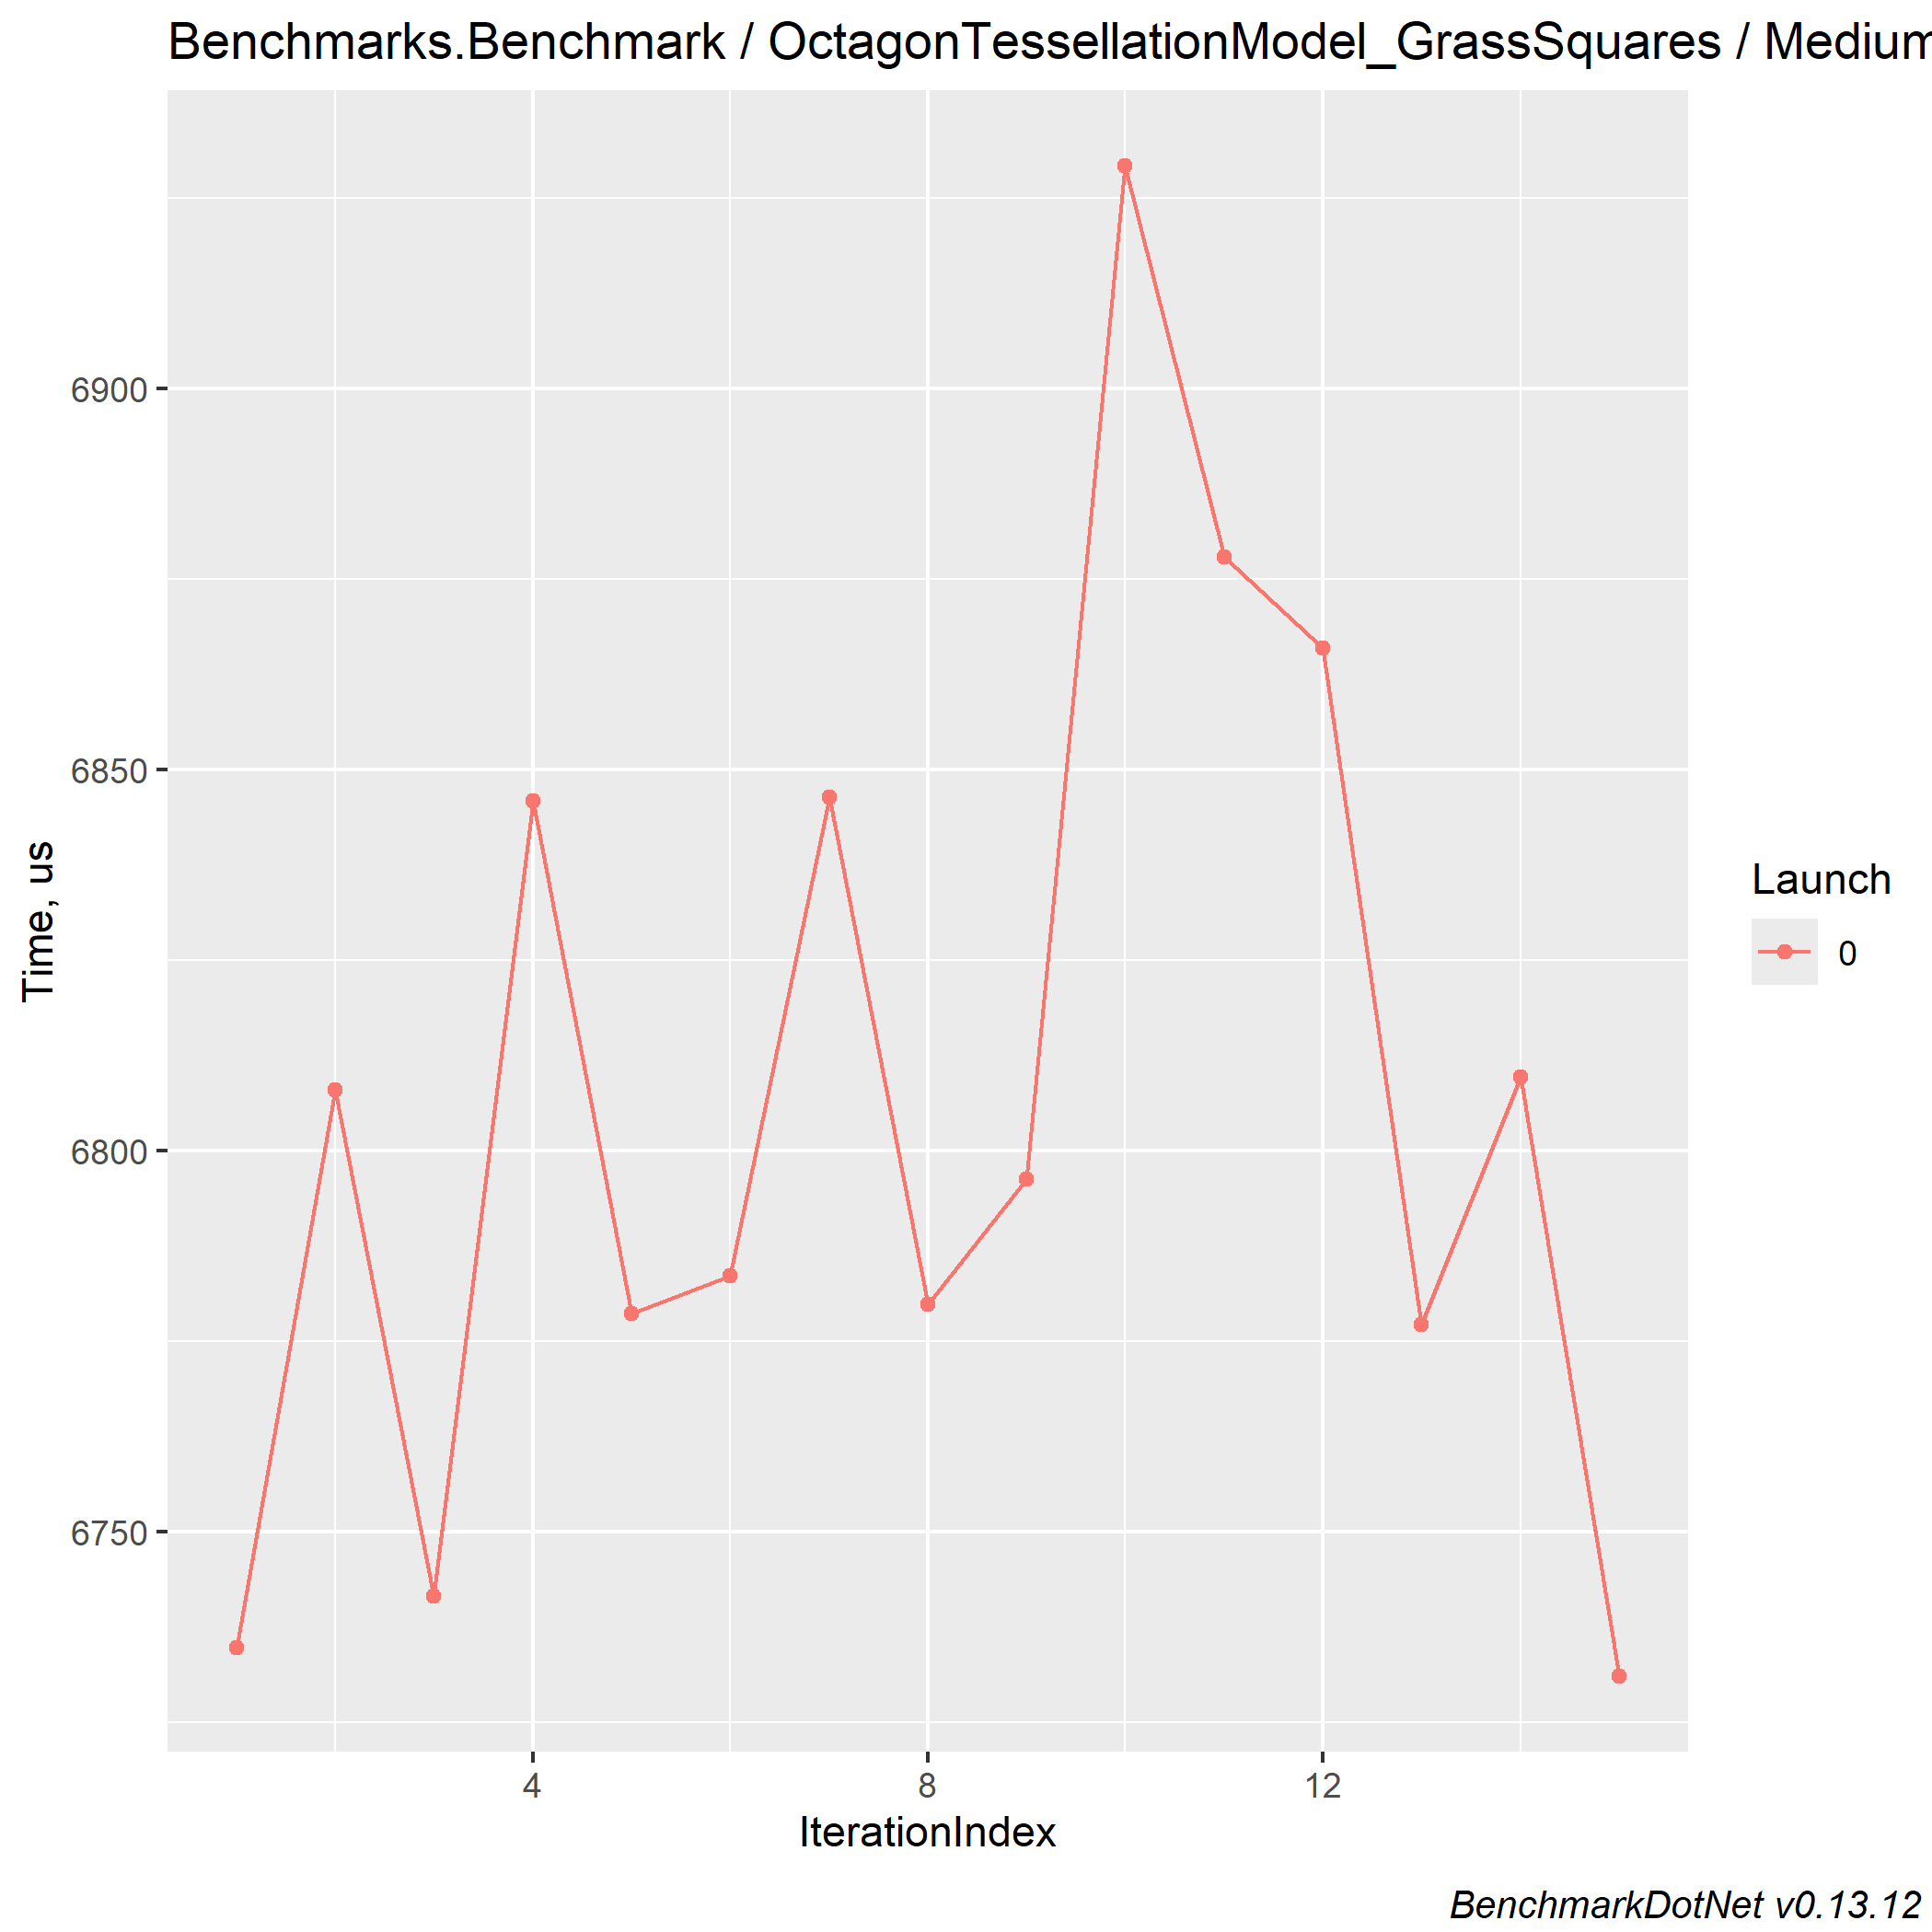 Benchmarks.Benchmark / OctagonTessellationModel_GrassSquares / Medium
6900
6850
6800
6750
Time, us
4 8 12
IterationIndex
Launch
0
BenchmarkDotNet v0.13.12